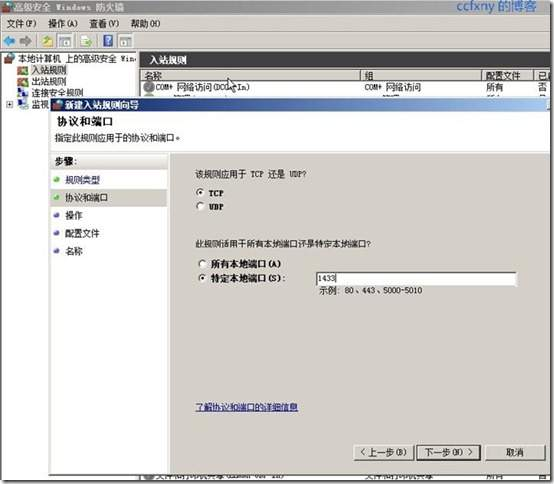 ccfxny 的博客
高级安全 Windows 防火墙
文件(F) 操作(A) 查看(V) 帮助(H)
本地计算机 上的高级安全 Win
入站规则
出站规则
连接安全规则
监视
入站规则
名称 组 配置文件 已
COM+ 网络访问(DCOM-In) COM+ 网络访问 所有 否
新建入站规则向导
协议和端口
指定此规则应用于的协议和端口。
步骤:
规则类型
协议和端口
操作
配置文件
名称
该规则应用于 TCP 还是 UDP?
TCP
UDP
此规则适用于所有本地端口还是特定本地端口?
所有本地端口(A)
特定本地端口(S): 1433
示例: 80、443、5000-5010
了解协议和端口的详细信息
< 上一步(B) 下一步(N) > 取消